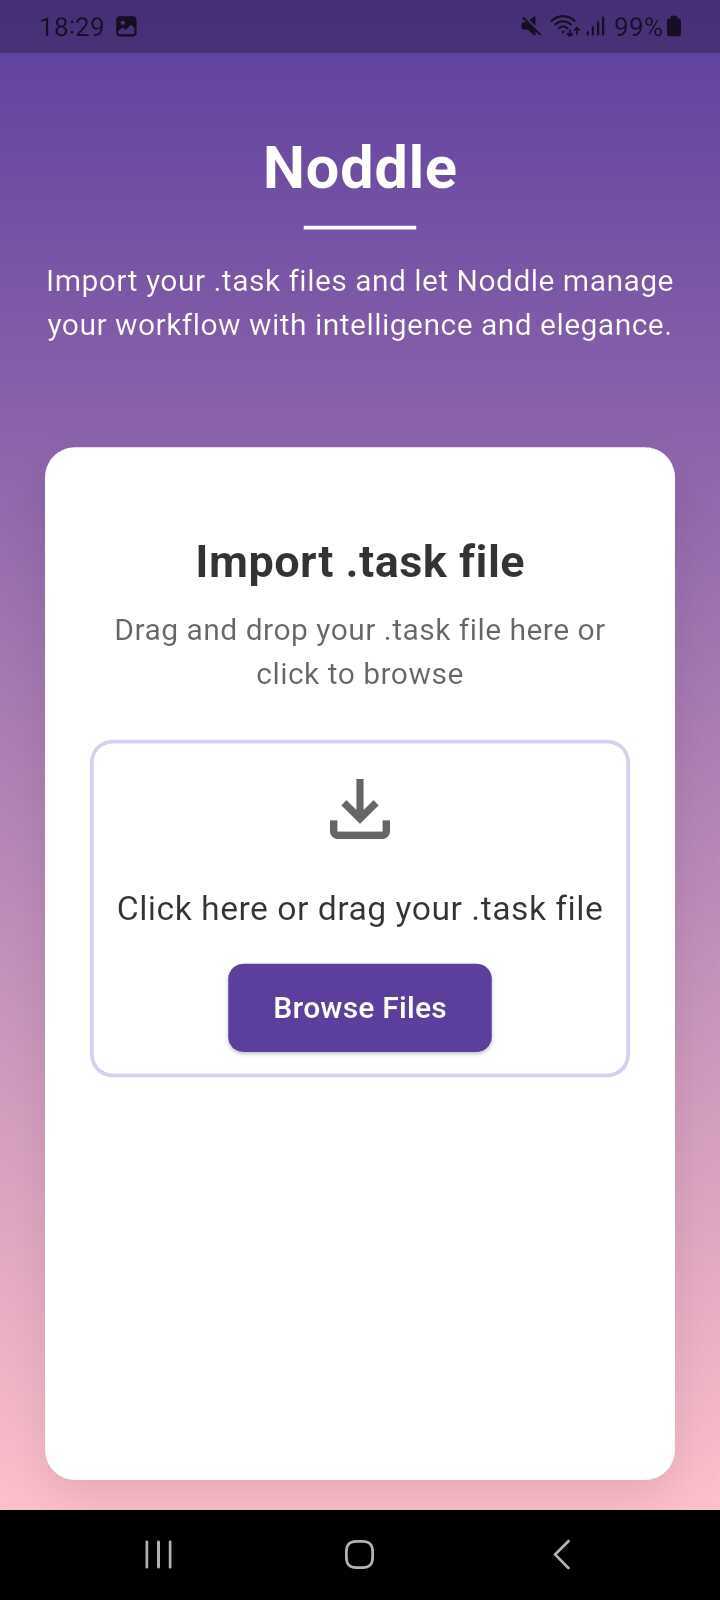 18:29 99%
Noddle
Import your .task files and let Noddle manage
your workflow with intelligence and elegance.
Import .task file
Drag and drop your .task file here or
click to browse
Click here or drag your .task file
Browse Files